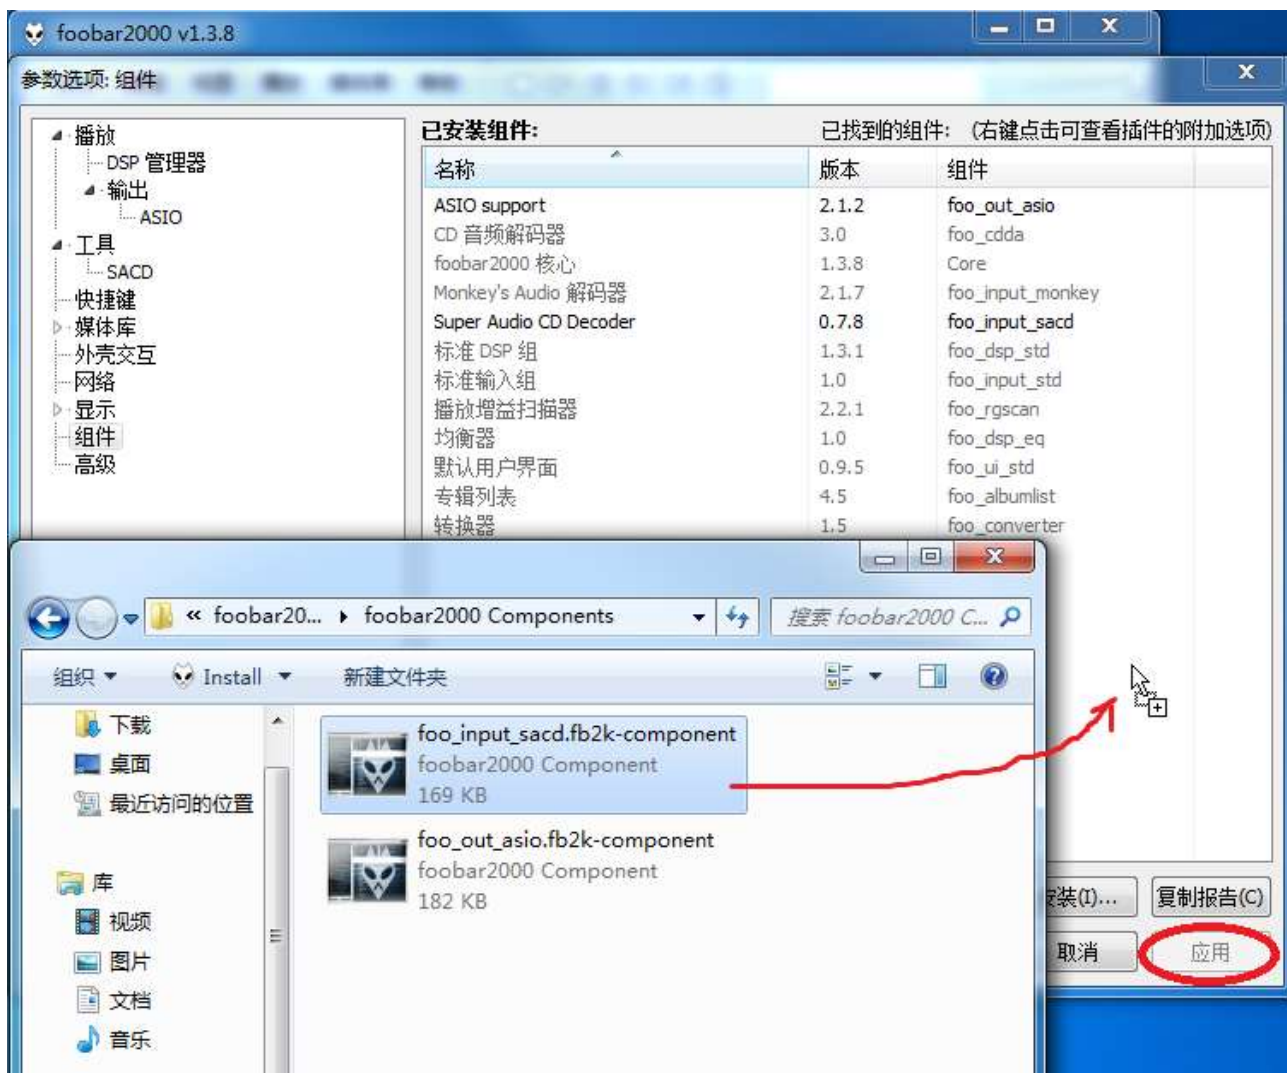 foobar2000 v1.3.8
参数选项: 组件
播放
DSP 管理器
输出
ASIO
工具
SACD
快捷键
媒体库
外壳交互
网络
显示
组件
高级
已安装组件: 已找到的组件: (右键点击可查看插件的附加选项)
名称 版本 组件
ASIO support 2.1.2 foo_out_asio
CD 音频解码器 3.0 foo_cdda
foobar2000 核心 1.3.8 Core
Monkey's Audio 解码器 2.1.7 foo_input_monkey
Super Audio CD Decoder 0.7.8 foo_input_sacd
标准 DSP 组 1.3.1 foo_dsp_std
标准输入组 1.0 foo_input_std
播放增益扫描器 2.2.1 foo_rgscan
均衡器 1.0 foo_dsp_eq
默认用户界面 0.9.5 foo_ui_std
专辑列表 4.5 foo_albumlist
转换器 1.5 foo_converter
« foobar20... foobar2000 Components 搜索 foobar2000 C...
组织 Install 新建文件夹
下载
桌面
最近访问的位置
库
视频
图片
文档
音乐
foo_input_sacd.fb2k-component
foobar2000 Component
169 KB
foo_out_asio.fb2k-component
foobar2000 Component
182 KB
装(I)... 复制报告(C)
取消 应用